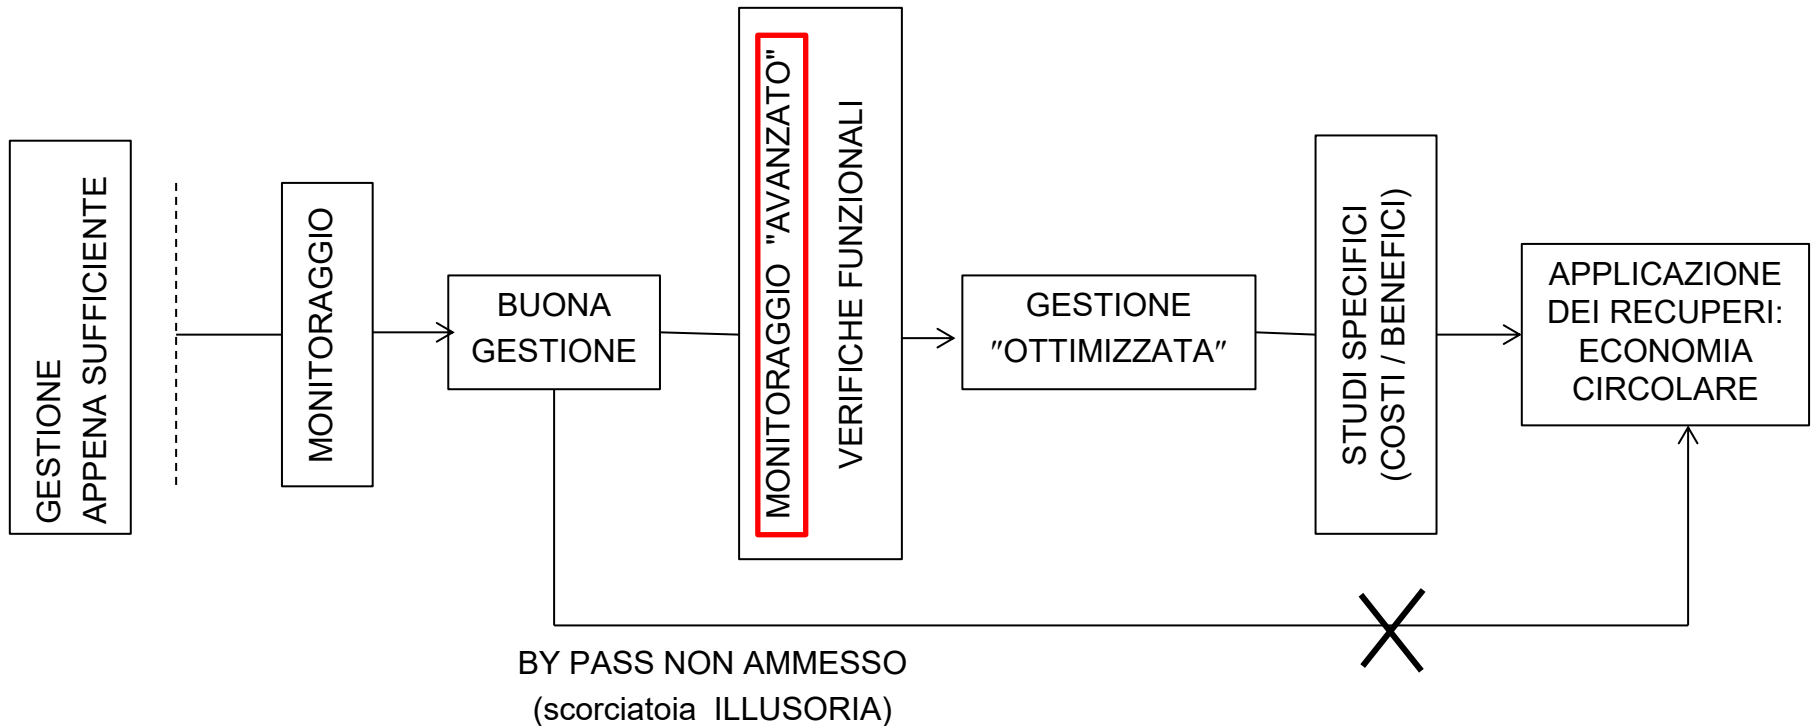 GESTIONE
APPENA SUFFICIENTE
MONITORAGGIO
BUONA
GESTIONE
MONITORAGGIO "AVANZATO"
VERIFICHE FUNZIONALI
GESTIONE
"OTTIMIZZATA"
STUDI SPECIFICI
(COSTI / BENEFICI)
APPLICAZIONE
DEI RECUPERI:
ECONOMIA
CIRCOLARE
BY PASS NON AMMESSO
(scorciatoia ILLUSORIA)